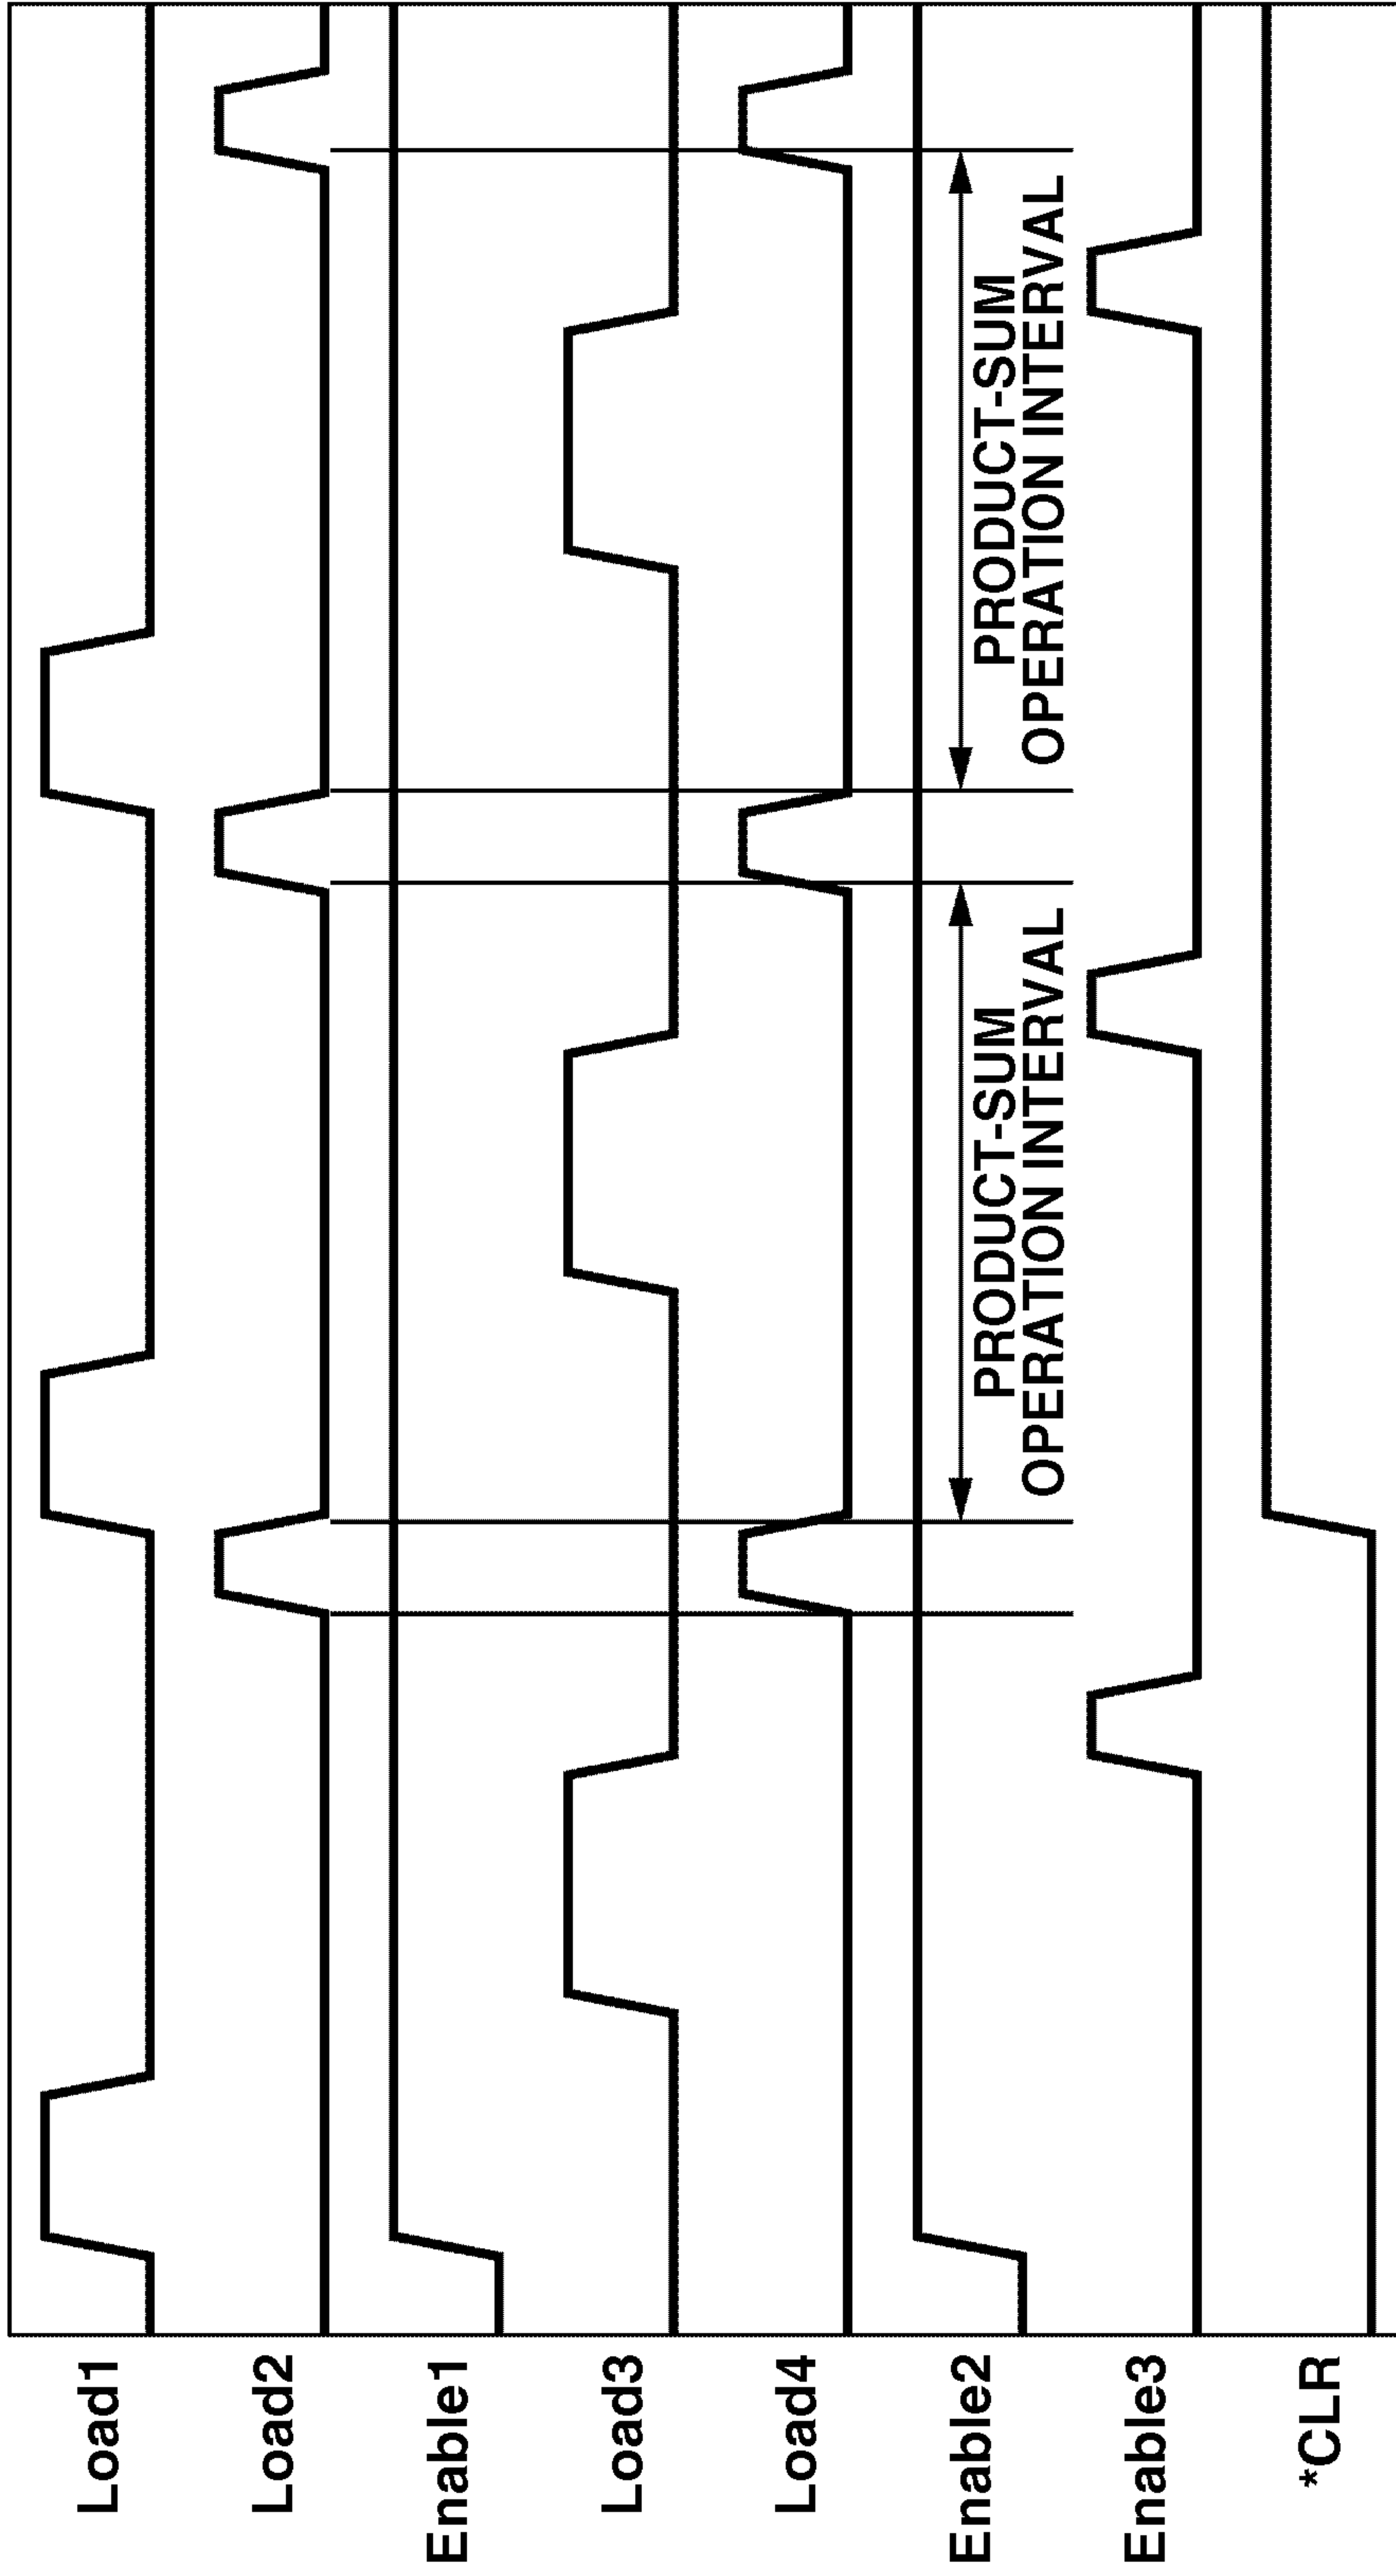 Load1
Load2
Enable1
Load3
Load4
Enable2
PRODUCT-SUM
OPERATION INTERVAL
PRODUCT-SUM
OPERATION INTERVAL
Enable3
*CLR